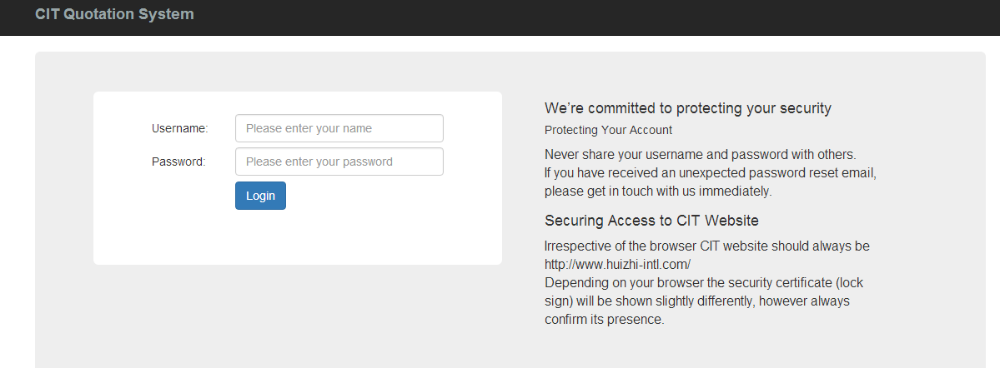 CIT Quotation System
Username:
Please enter your name
Password:
Please enter your password
Login
We're committed to protecting your security
Protecting Your Account
Never share your username and password with others.
If you have received an unexpected password reset email,
please get in touch with us immediately.
Securing Access to CIT Website
Irrespective of the browser CIT website should always be
http://www.huizhi-intl.com/
Depending on your browser the security certificate (lock
sign) will be shown slightly differently, however always
confirm its presence.